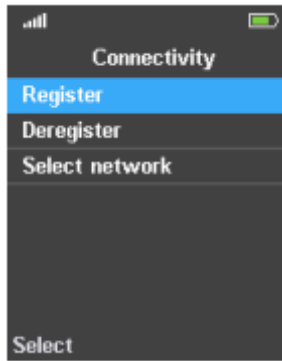 Connectivity
Register
Deregister
Select network
Select